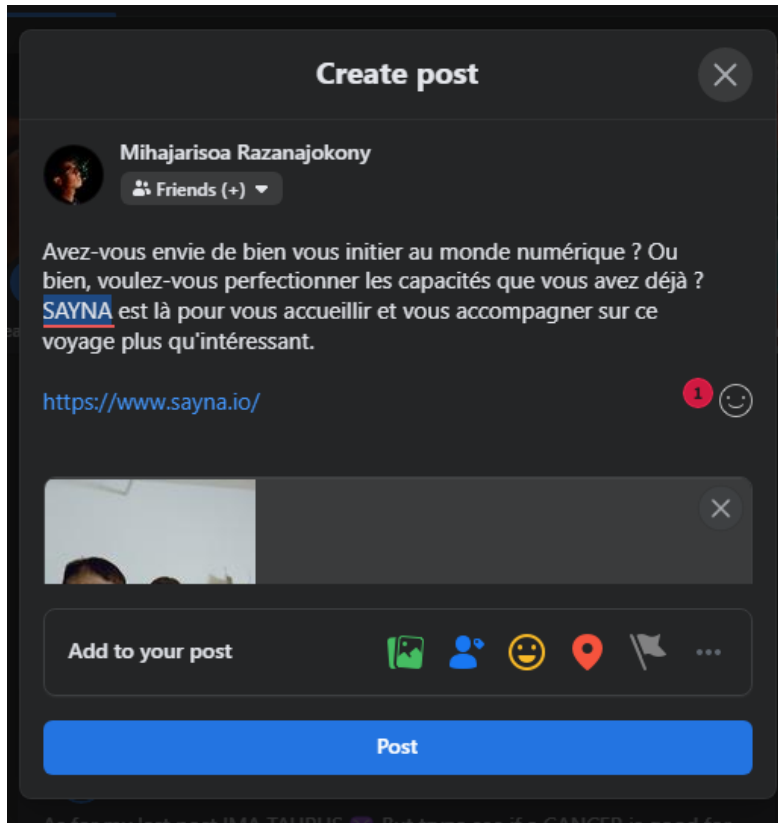 Create post
Mihajarisoa Razanajokony
Friends (+)
Avez-vous envie de bien vous initier au monde numérique ? Ou
bien, voulez-vous perfectionner les capacités que vous avez déjà ?
SAYNA est là pour vous accueillir et vous accompagner sur ce
voyage plus qu'intéressant.
https://www.sayna.io/
1
Add to your post
Post